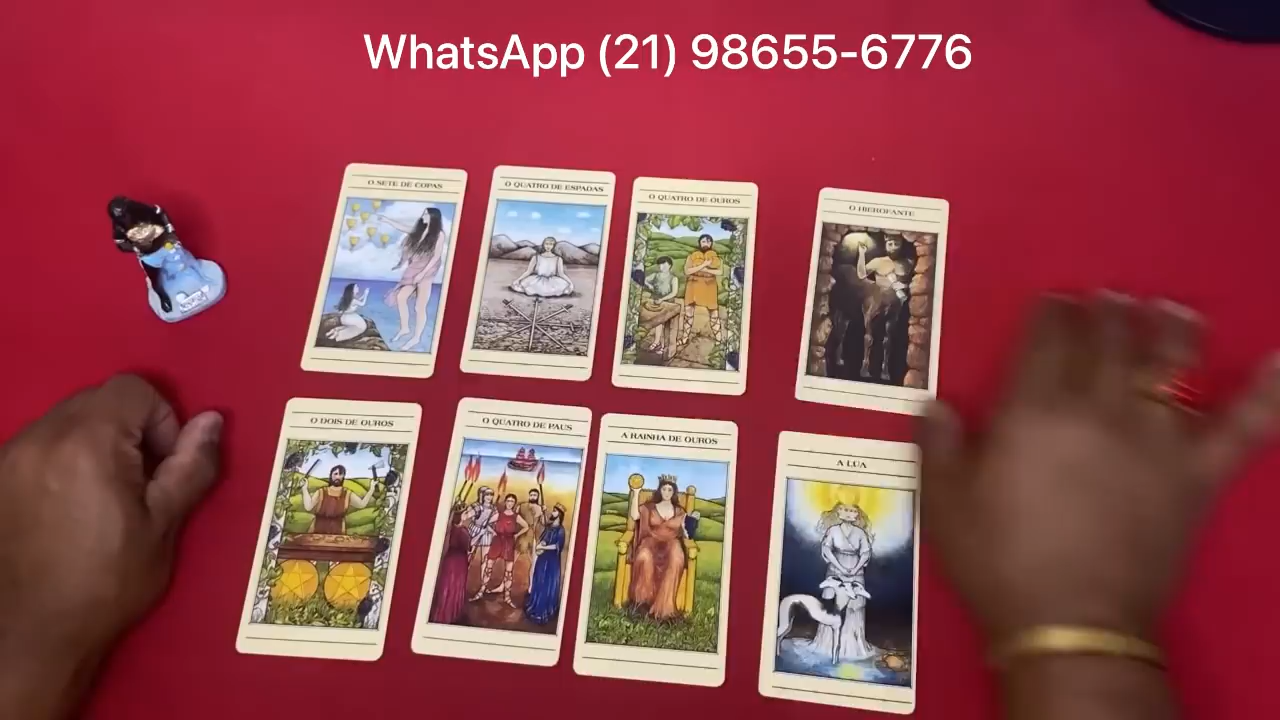 WhatsApp (21) 98655-6776
O SETE DE COPAS
O QUATRO DE ESPADAS
O QUATRO DE OUROS
O HIEROFANTE
O DOIS DE OUROS
O QUATRO DE PAUS
A RAINHA DE OUROS
A LUA